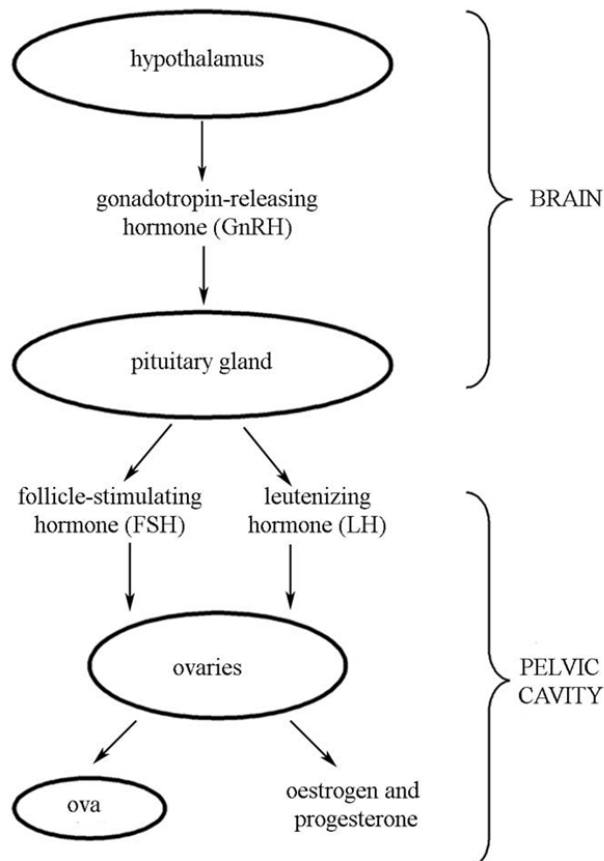 hypothalamus
gonadotropin-releasing
hormone (GnRH)
BRAIN
pituitary gland
follicle-stimulating
hormone (FSH)
leutenizing
hormone (LH)
ovaries
PELVIC
CAVITY
ova
oestrogen and
progesterone